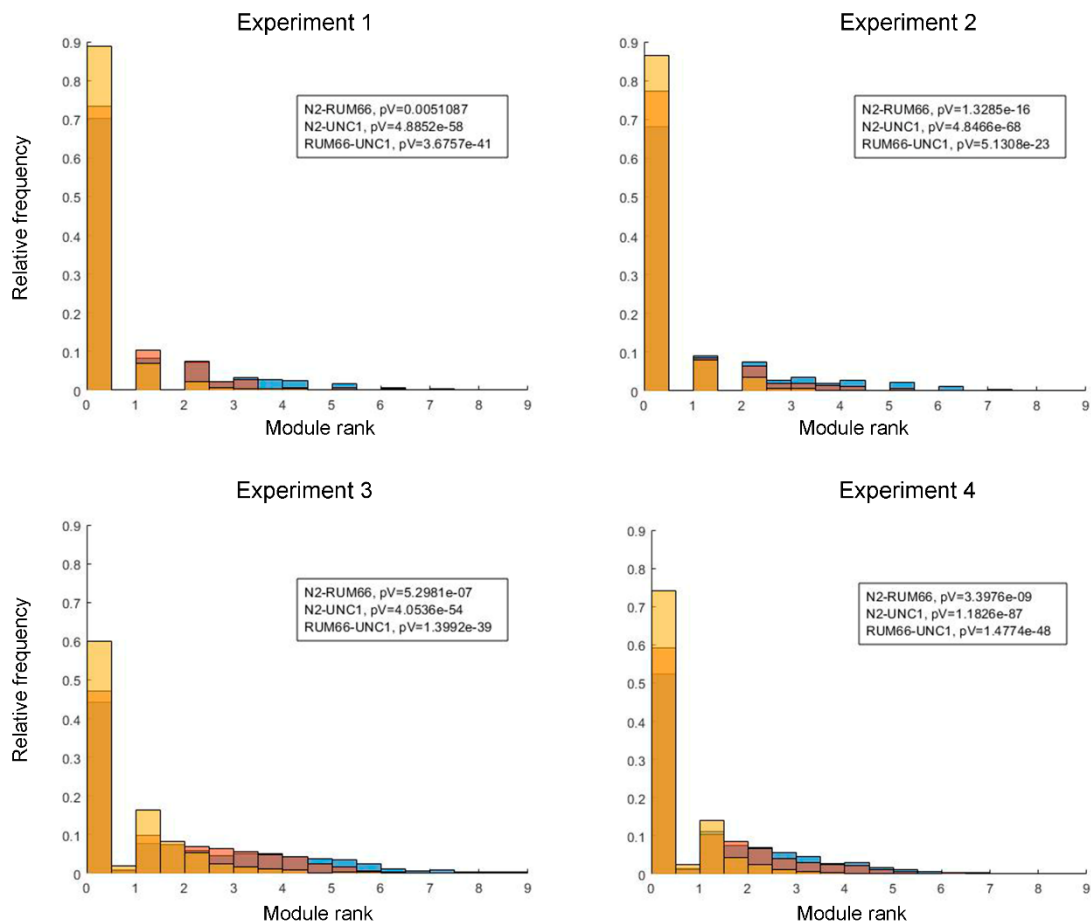 Experiment 1
0.9
0.8
0.7
0.6
0.5
0.4
0.3
0.2
0.1
0
Relative frequency
N2-RUM66, pV=0.0051087
N2-UNC1, pV=4.8852e-58
RUM66-UNC1, pV=3.6757e-41
0 1 2 3 4 5 6 7 8 9
Module rank
Experiment 2
0.9
0.8
0.7
0.6
0.5
0.4
0.3
0.2
0.1
0
Relative frequency
N2-RUM66, pV=1.3285e-16
N2-UNC1, pV=4.8466e-68
RUM66-UNC1, pV=5.1308e-23
0 1 2 3 4 5 6 7 8 9
Module rank
Experiment 3
0.9
0.8
0.7
0.6
0.5
0.4
0.3
0.2
0.1
0
Relative frequency
N2-RUM66, pV=5.2981e-07
N2-UNC1, pV=4.0536e-54
RUM66-UNC1, pV=1.3992e-39
0 1 2 3 4 5 6 7 8 9
Module rank
Experiment 4
0.9
0.8
0.7
0.6
0.5
0.4
0.3
0.2
0.1
0
Relative frequency
N2-RUM66, pV=3.3976e-09
N2-UNC1, pV=1.1826e-87
RUM66-UNC1, pV=1.4774e-48
0 1 2 3 4 5 6 7 8 9
Module rank